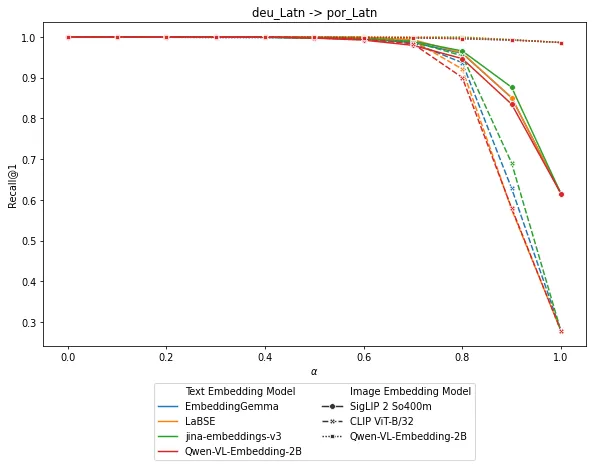 deu_Latn -> por_Latn
Recall@1
1.0
0.9
0.8
0.7
0.6
0.5
0.4
0.3
0.0 0.2 0.4 0.6 0.8 1.0
α
Text Embedding Model
EmbeddingGemma
LaBSE
jina-embeddings-v3
Qwen-VL-Embedding-2B
Image Embedding Model
SigLIP 2 So400m
CLIP ViT-B/32
Qwen-VL-Embedding-2B